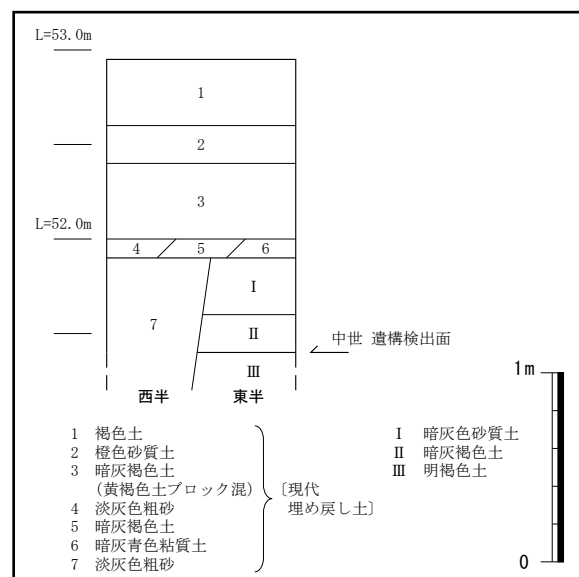 L=53.0m
1
2
3
L=52.0m
4 5 6
Ⅰ
7
Ⅱ
中世 遺構検出面
Ⅲ
1m
西半 東半
1 褐色土
2 橙色砂質土
3 暗灰褐色土
(黄褐色土ブロック混)
4 淡灰色粗砂
5 暗灰褐色土
6 暗灰青色粘質土
7 淡灰色粗砂
〔現代
埋め戻し土〕
Ⅰ 暗灰色砂質土
Ⅱ 暗灰褐色土
Ⅲ 明褐色土
0